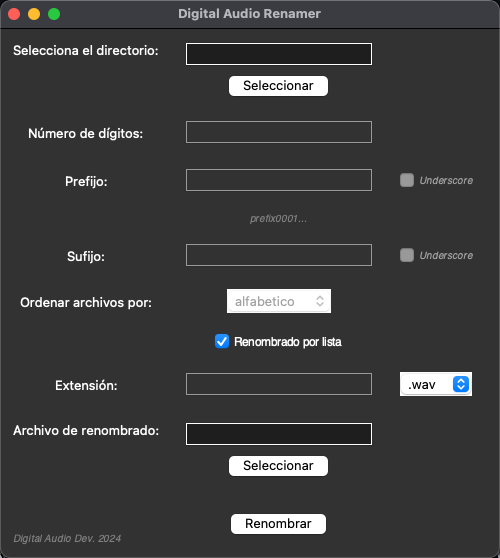 Digital Audio Renamer
Selecciona el directorio:
Seleccionar
Número de dígitos:
Prefijo:
Underscore
prefix0001...
Sufijo:
Underscore
Ordenar archivos por:
alfabetico
Renombrado por lista
Extensión:
.wav
Archivo de renombrado:
Seleccionar
Renombrar
Digital Audio Dev. 2024